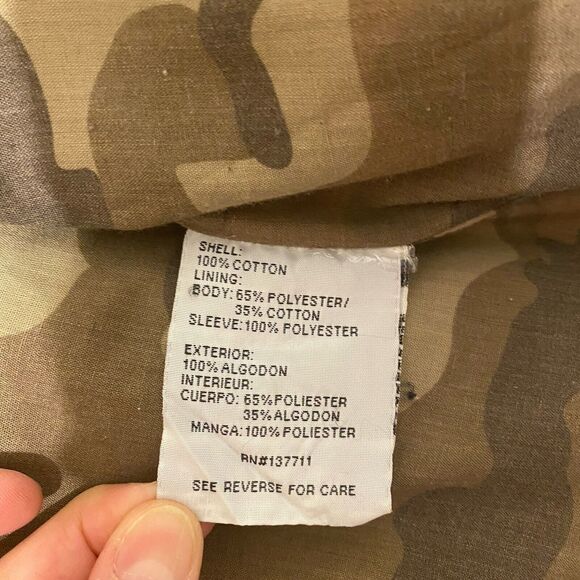 SHELL:
100% COTTON
LINING:
BODY: 65% POLYESTER/
35% COTTON
SLEEVE: 100% POLYESTER
EXTERIOR:
100% ALGODON
INTERIEUR:
CUERPO: 65% POLIESTER
35% ALGODON
MANGA: 100% POLIESTER
RN#137711
SEE REVERSE FOR CARE